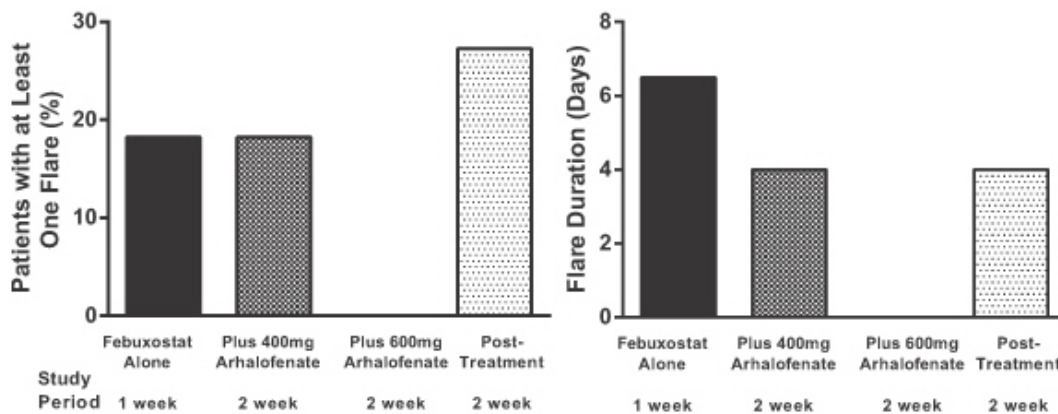 Patients with at Least
One Flare (%)
30
20
10
0
Febuxostat Alone
Plus 400mg Arhalofenate
Plus 600mg Arhalofenate
Post-Treatment
Study Period
1 week
2 week
2 week
2 week
Flare Duration (Days)
8
6
4
2
0
Febuxostat Alone
Plus 400mg Arhalofenate
Plus 600mg Arhalofenate
Post-Treatment
1 week
2 week
2 week
2 week